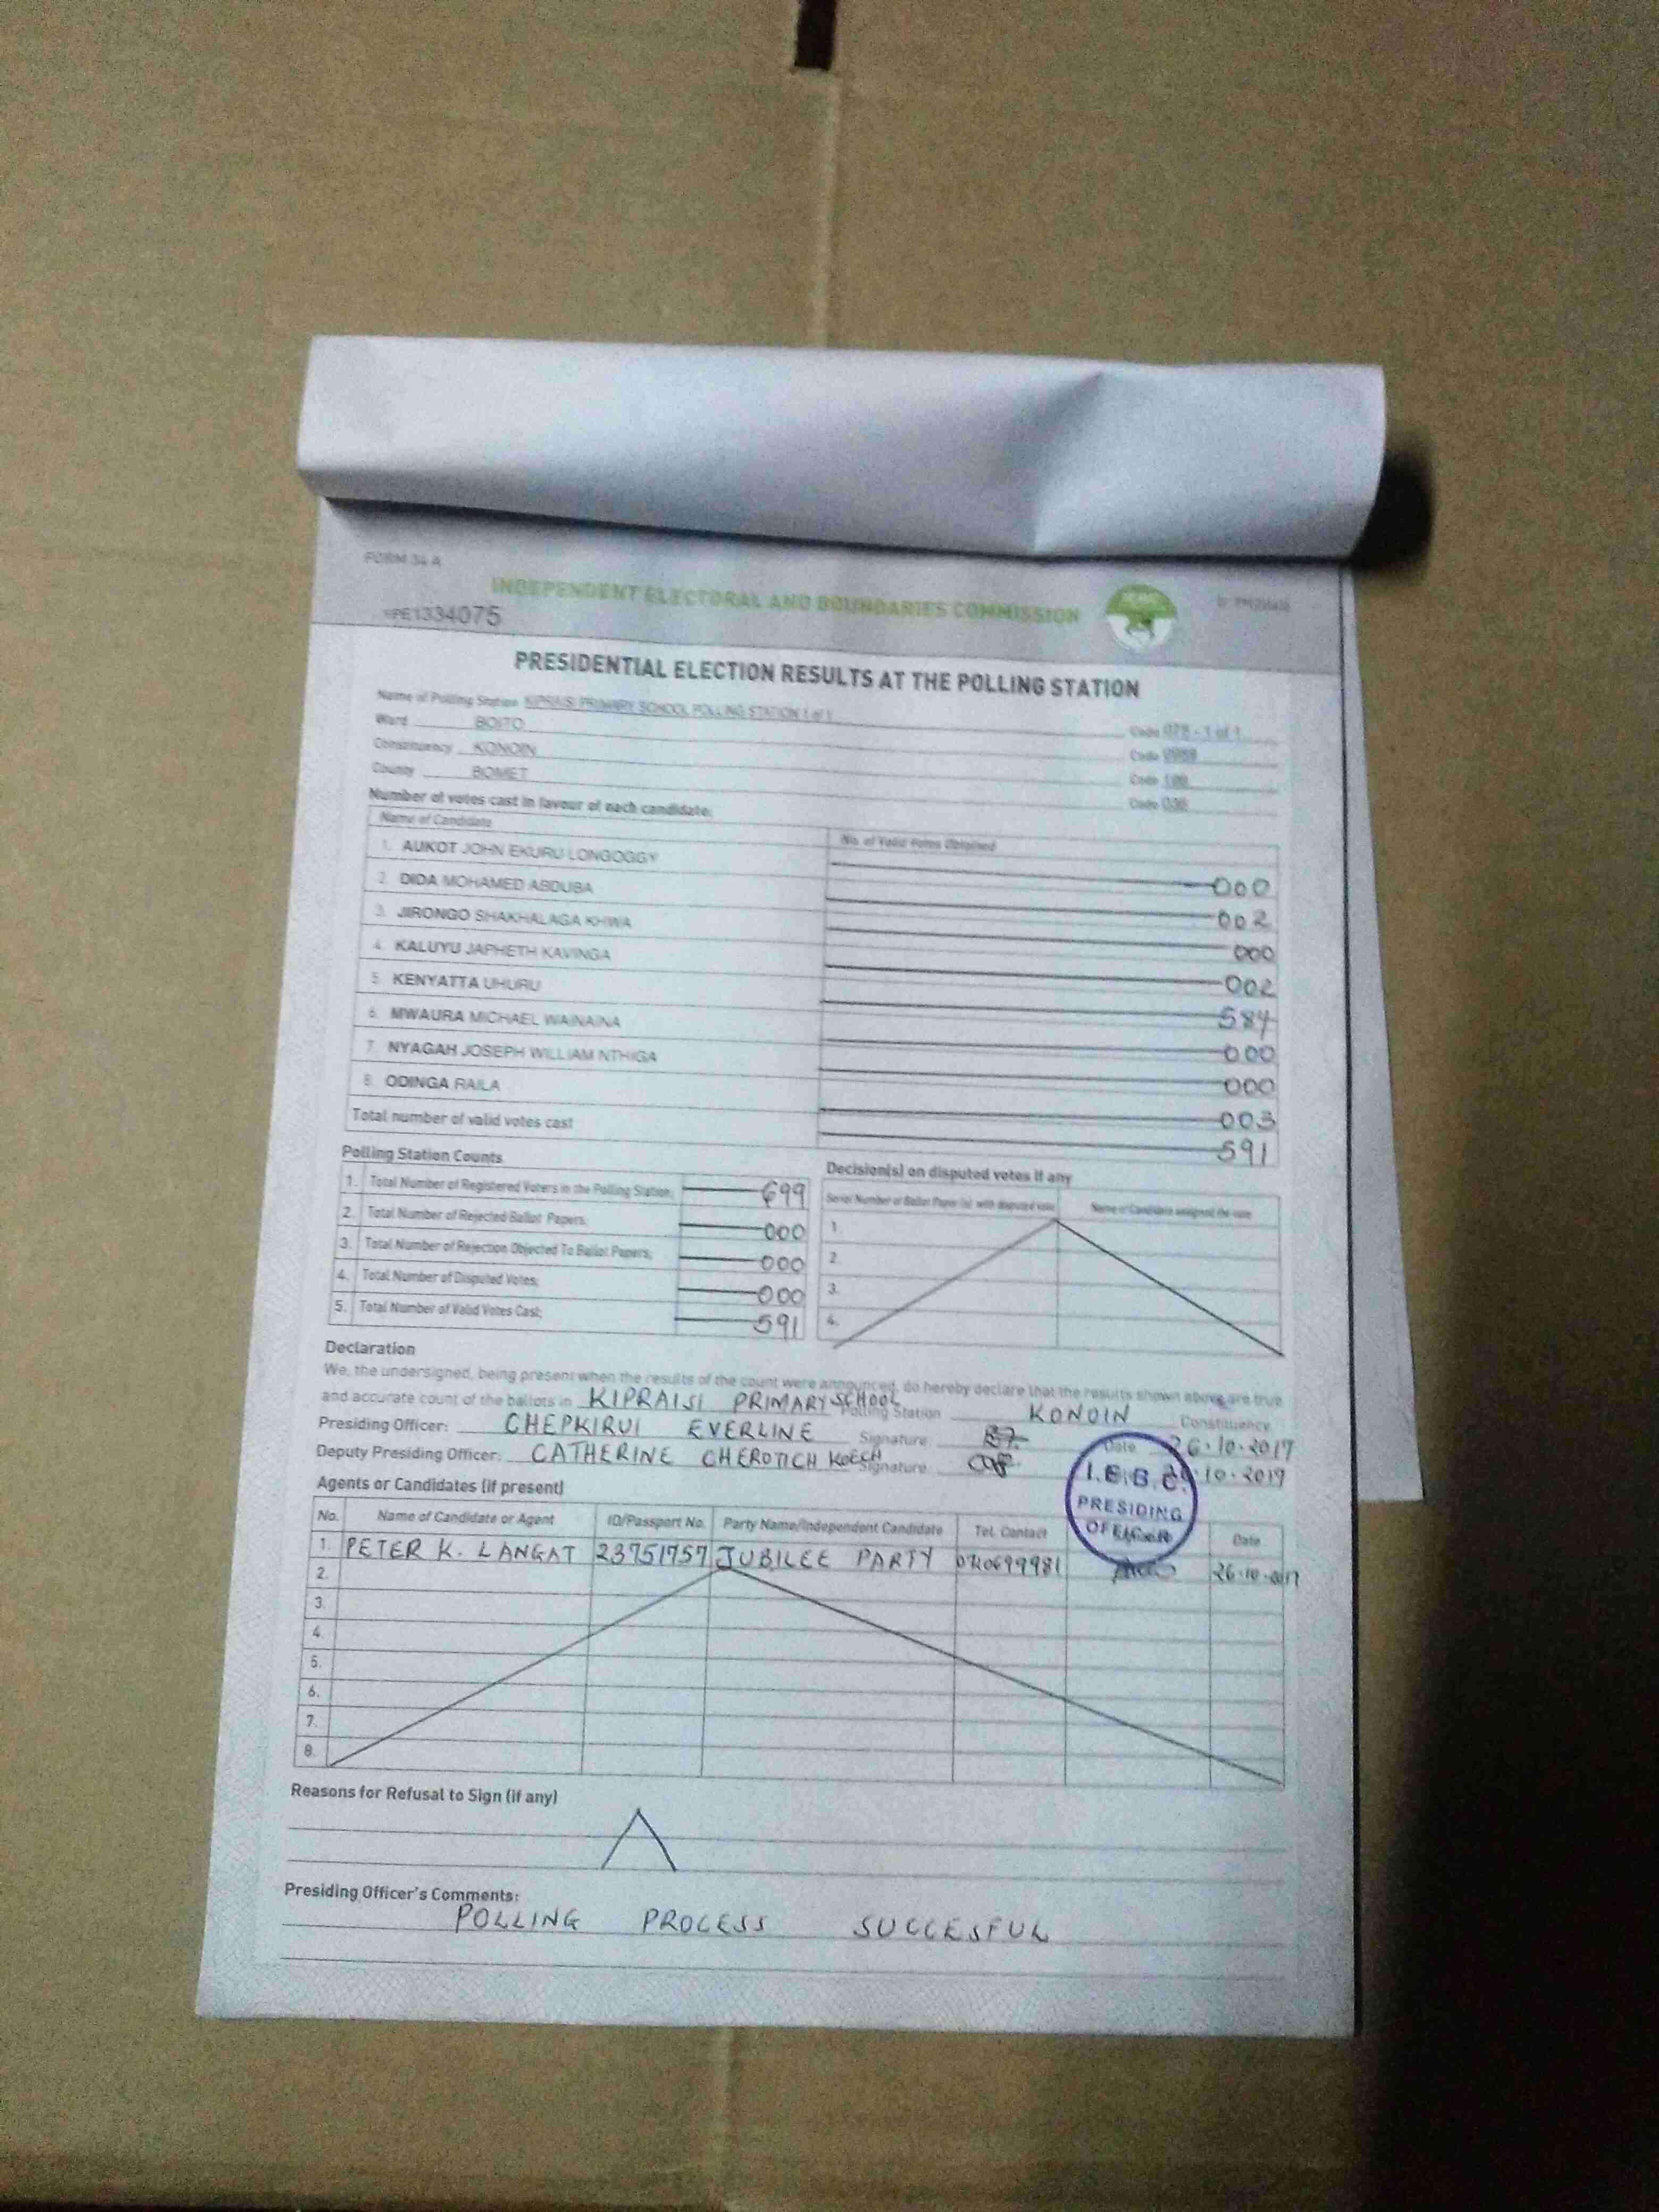 FORM 34 A
INDEPENDENT ELECTORAL AND BOUNDARIES COMMISSION
PE1334075
PRESIDENTIAL ELECTION RESULTS AT THE POLLING STATION
Name of Polling Station KIPRAISI PRIMARY SCHOOL POLLING STATION 1 of 1 Code 078 - 1 of 1
Ward BOITO Code
Constituency KONOIN Code
County BOMET Code
Number of votes cast in favour of each candidate:
Name of Candidate No. of Valid Votes Obtained
1. AUKOT JOHN EKURU LONGOGGY 000
2. DIDA MOHAMED ABDUBA 002
3. JIRONGO SHAKHALAGA KHWA 000
4. KALUYU JAPHETH KAVINGA 002
5. KENYATTA UHURU 584
6. MWAURA MICHAEL WAINAINA 000
7. NYAGAH JOSEPH WILLIAM NTHIGA 000
8. ODINGA RAILA 003
Total number of valid votes cast 591
Polling Station Counts
1. Total Number of Registered Voters in the Polling Station; 699
2. Total Number of Rejected Ballot Papers; 000
3. Total Number of Rejection Objected To Ballot Papers; 000
4. Total Number of Disputed Votes; 000
5. Total Number of Valid Votes Cast; 591
Decision(s) on disputed votes if any
Serial Number of Ballot Paper (s) with disputed vote Name of Candidate assigned the vote
1.
2.
3.
4.
Declaration
We, the undersigned, being present when the results of the count were announced, do hereby declare that the results shown above are true
and accurate count of the ballots in KIPRAISI PRIMARY SCHOOL Polling Station KONOIN Constituency
Presiding Officer: CHEPKIRUI EVERLINE Signature: Date 26.10.2017
Deputy Presiding Officer: CATHERINE CHEROTICH KOECH Signature: 10.2017
I.E.B.C.
PRESIDING
OFFICER
Agents or Candidates (if present)
No. Name of Candidate or Agent ID/Passport No. Party Name/Independent Candidate Tel. Contact Date
1. PETER K. LANGAT 23751757 JUBILEE PARTY 26.10.2017
2.
3.
4.
5.
6.
7.
8.
Reasons for Refusal to Sign (if any)
Presiding Officer's Comments:
POLLING PROCESS SUCCESFUL